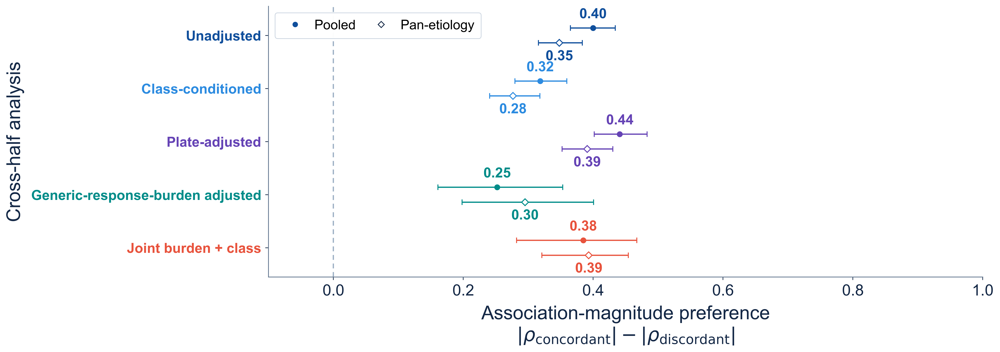 Cross-half analysis
Pooled
Pan-etiology
Unadjusted
0.40
0.35
Class-conditioned
0.32
0.28
Plate-adjusted
0.44
0.39
Generic-response-burden adjusted
0.25
0.30
Joint burden + class
0.38
0.39
0.0 0.2 0.4 0.6 0.8 1.0
Association-magnitude preference
|ρconcordant| − |ρdiscordant|